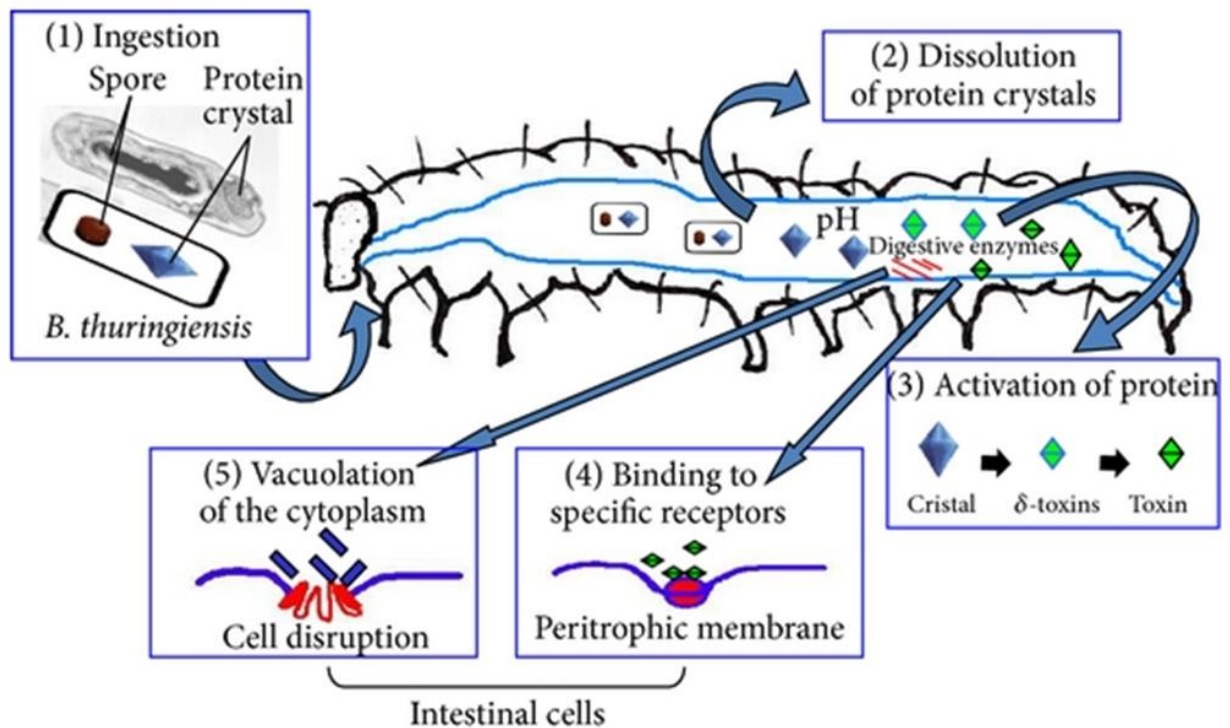 (1) Ingestion
Spore
Protein
crystal
B. thuringiensis
(2) Dissolution
of protein crystals
pH
Digestive enzymes
(3) Activation of protein
Cristal
δ-toxins
Toxin
(5) Vacuolation
of the cytoplasm
Cell disruption
(4) Binding to
specific receptors
Peritrophic membrane
Intestinal cells